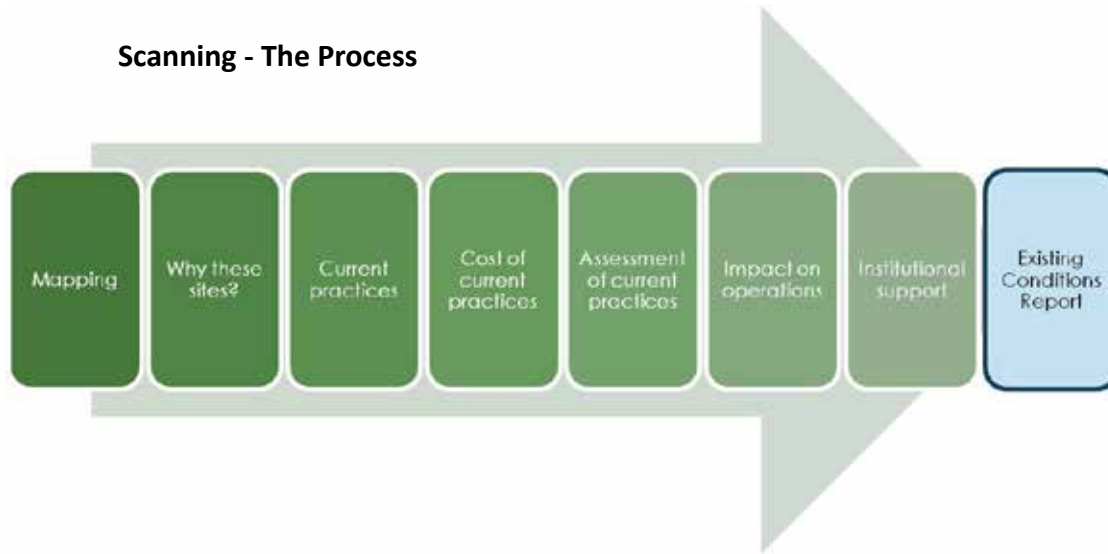 Scanning - The Process
Mapping
Why these
sites?
Current
practices
Cost of
current
practices
Assessment
of current
practices
Impact on
operations
Institutional
support
Existing
Conditions
Report